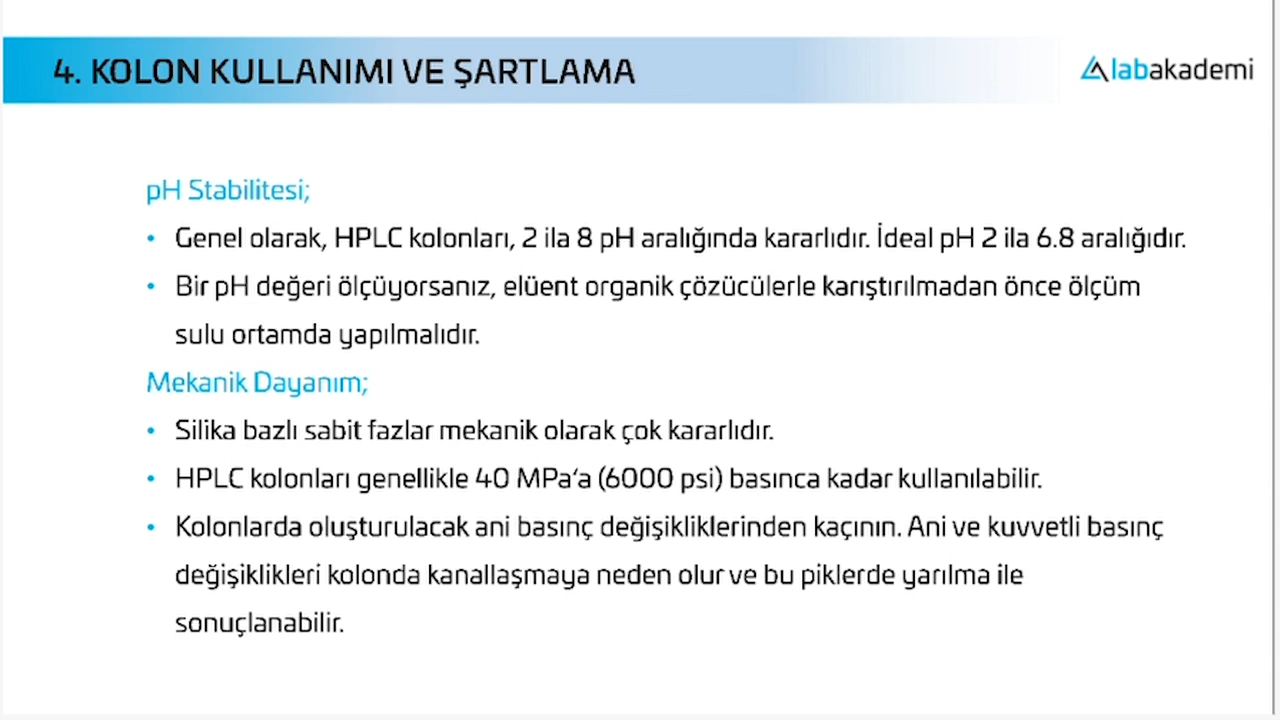 4. KOLON KULLANIMI VE ŞARTLAMA
labakademi
pH Stabilitesi;
• Genel olarak, HPLC kolonları, 2 ila 8 pH aralığında kararlıdır. İdeal pH 2 ila 6.8 aralığıdır.
• Bir pH değeri ölçüyorsanız, elüent organik çözücülerle karıştırılmadan önce ölçüm
sulu ortamda yapılmalıdır.
Mekanik Dayanım;
• Silika bazlı sabit fazlar mekanik olarak çok kararlıdır.
• HPLC kolonları genellikle 40 MPa‘a (6000 psi) basınca kadar kullanılabilir.
• Kolonlarda oluşturulacak ani basınç değişikliklerinden kaçının. Ani ve kuvvetli basınç
değişiklikleri kolonda kanallaşmaya neden olur ve bu piklerde yarılma ile
sonuçlanabilir.